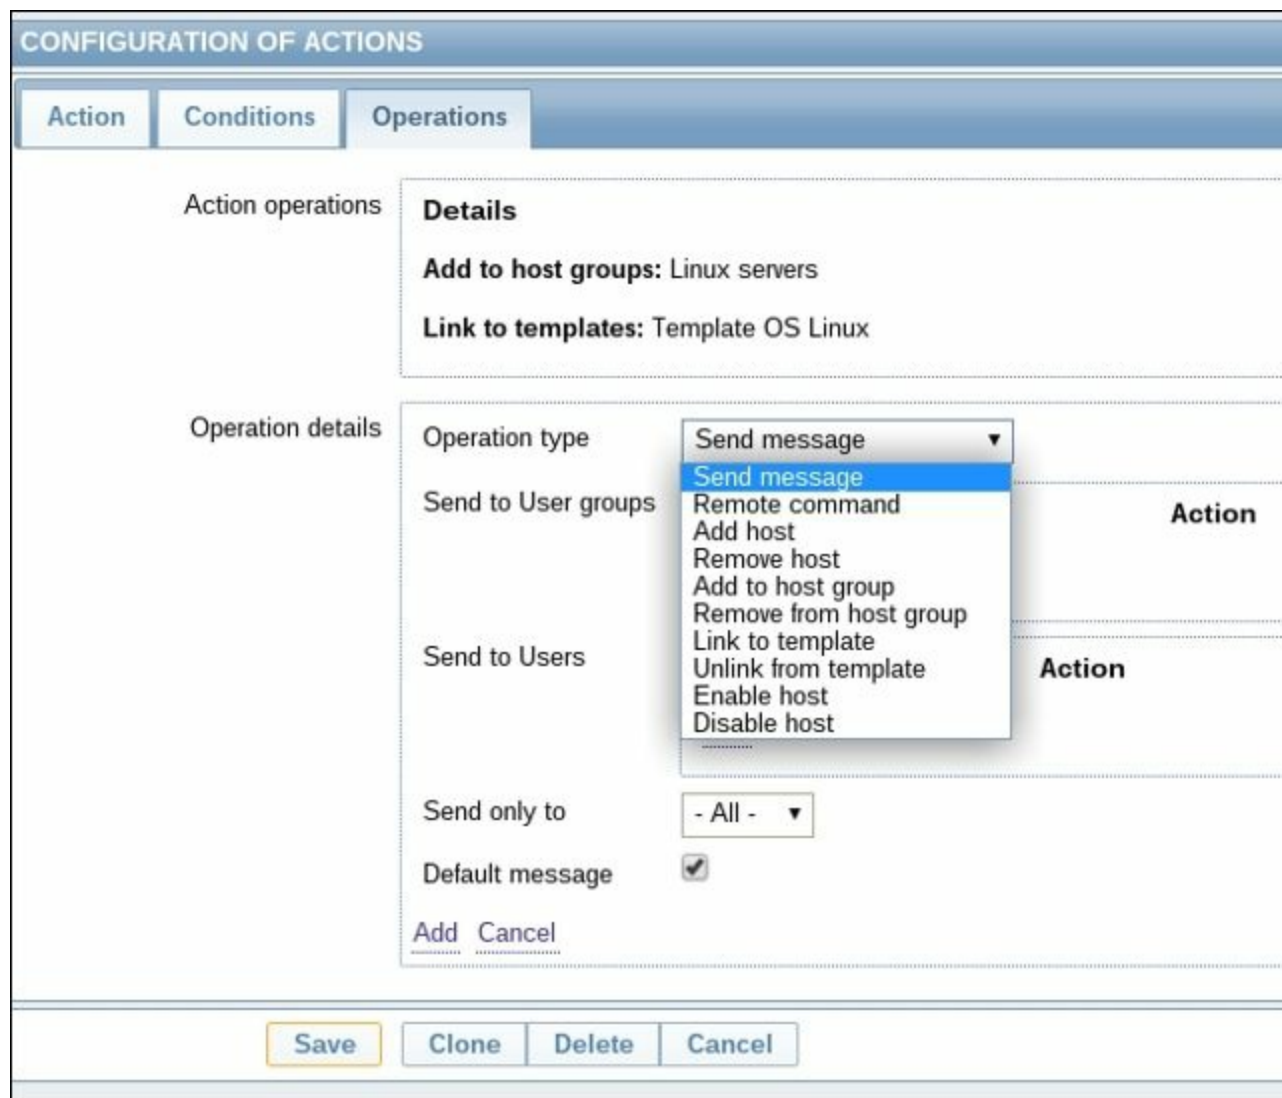 CONFIGURATION OF ACTIONS
Action Conditions Operations
Action operations
Details
Add to host groups: Linux servers
Link to templates: Template OS Linux
Operation details
Operation type Send message
Send message
Remote command
Add host
Remove host
Add to host group
Remove from host group
Link to template
Unlink from template
Enable host
Disable host
Send to User groups Action
Send to Users Action
Send only to - All -
Default message
Add Cancel
Save Clone Delete Cancel